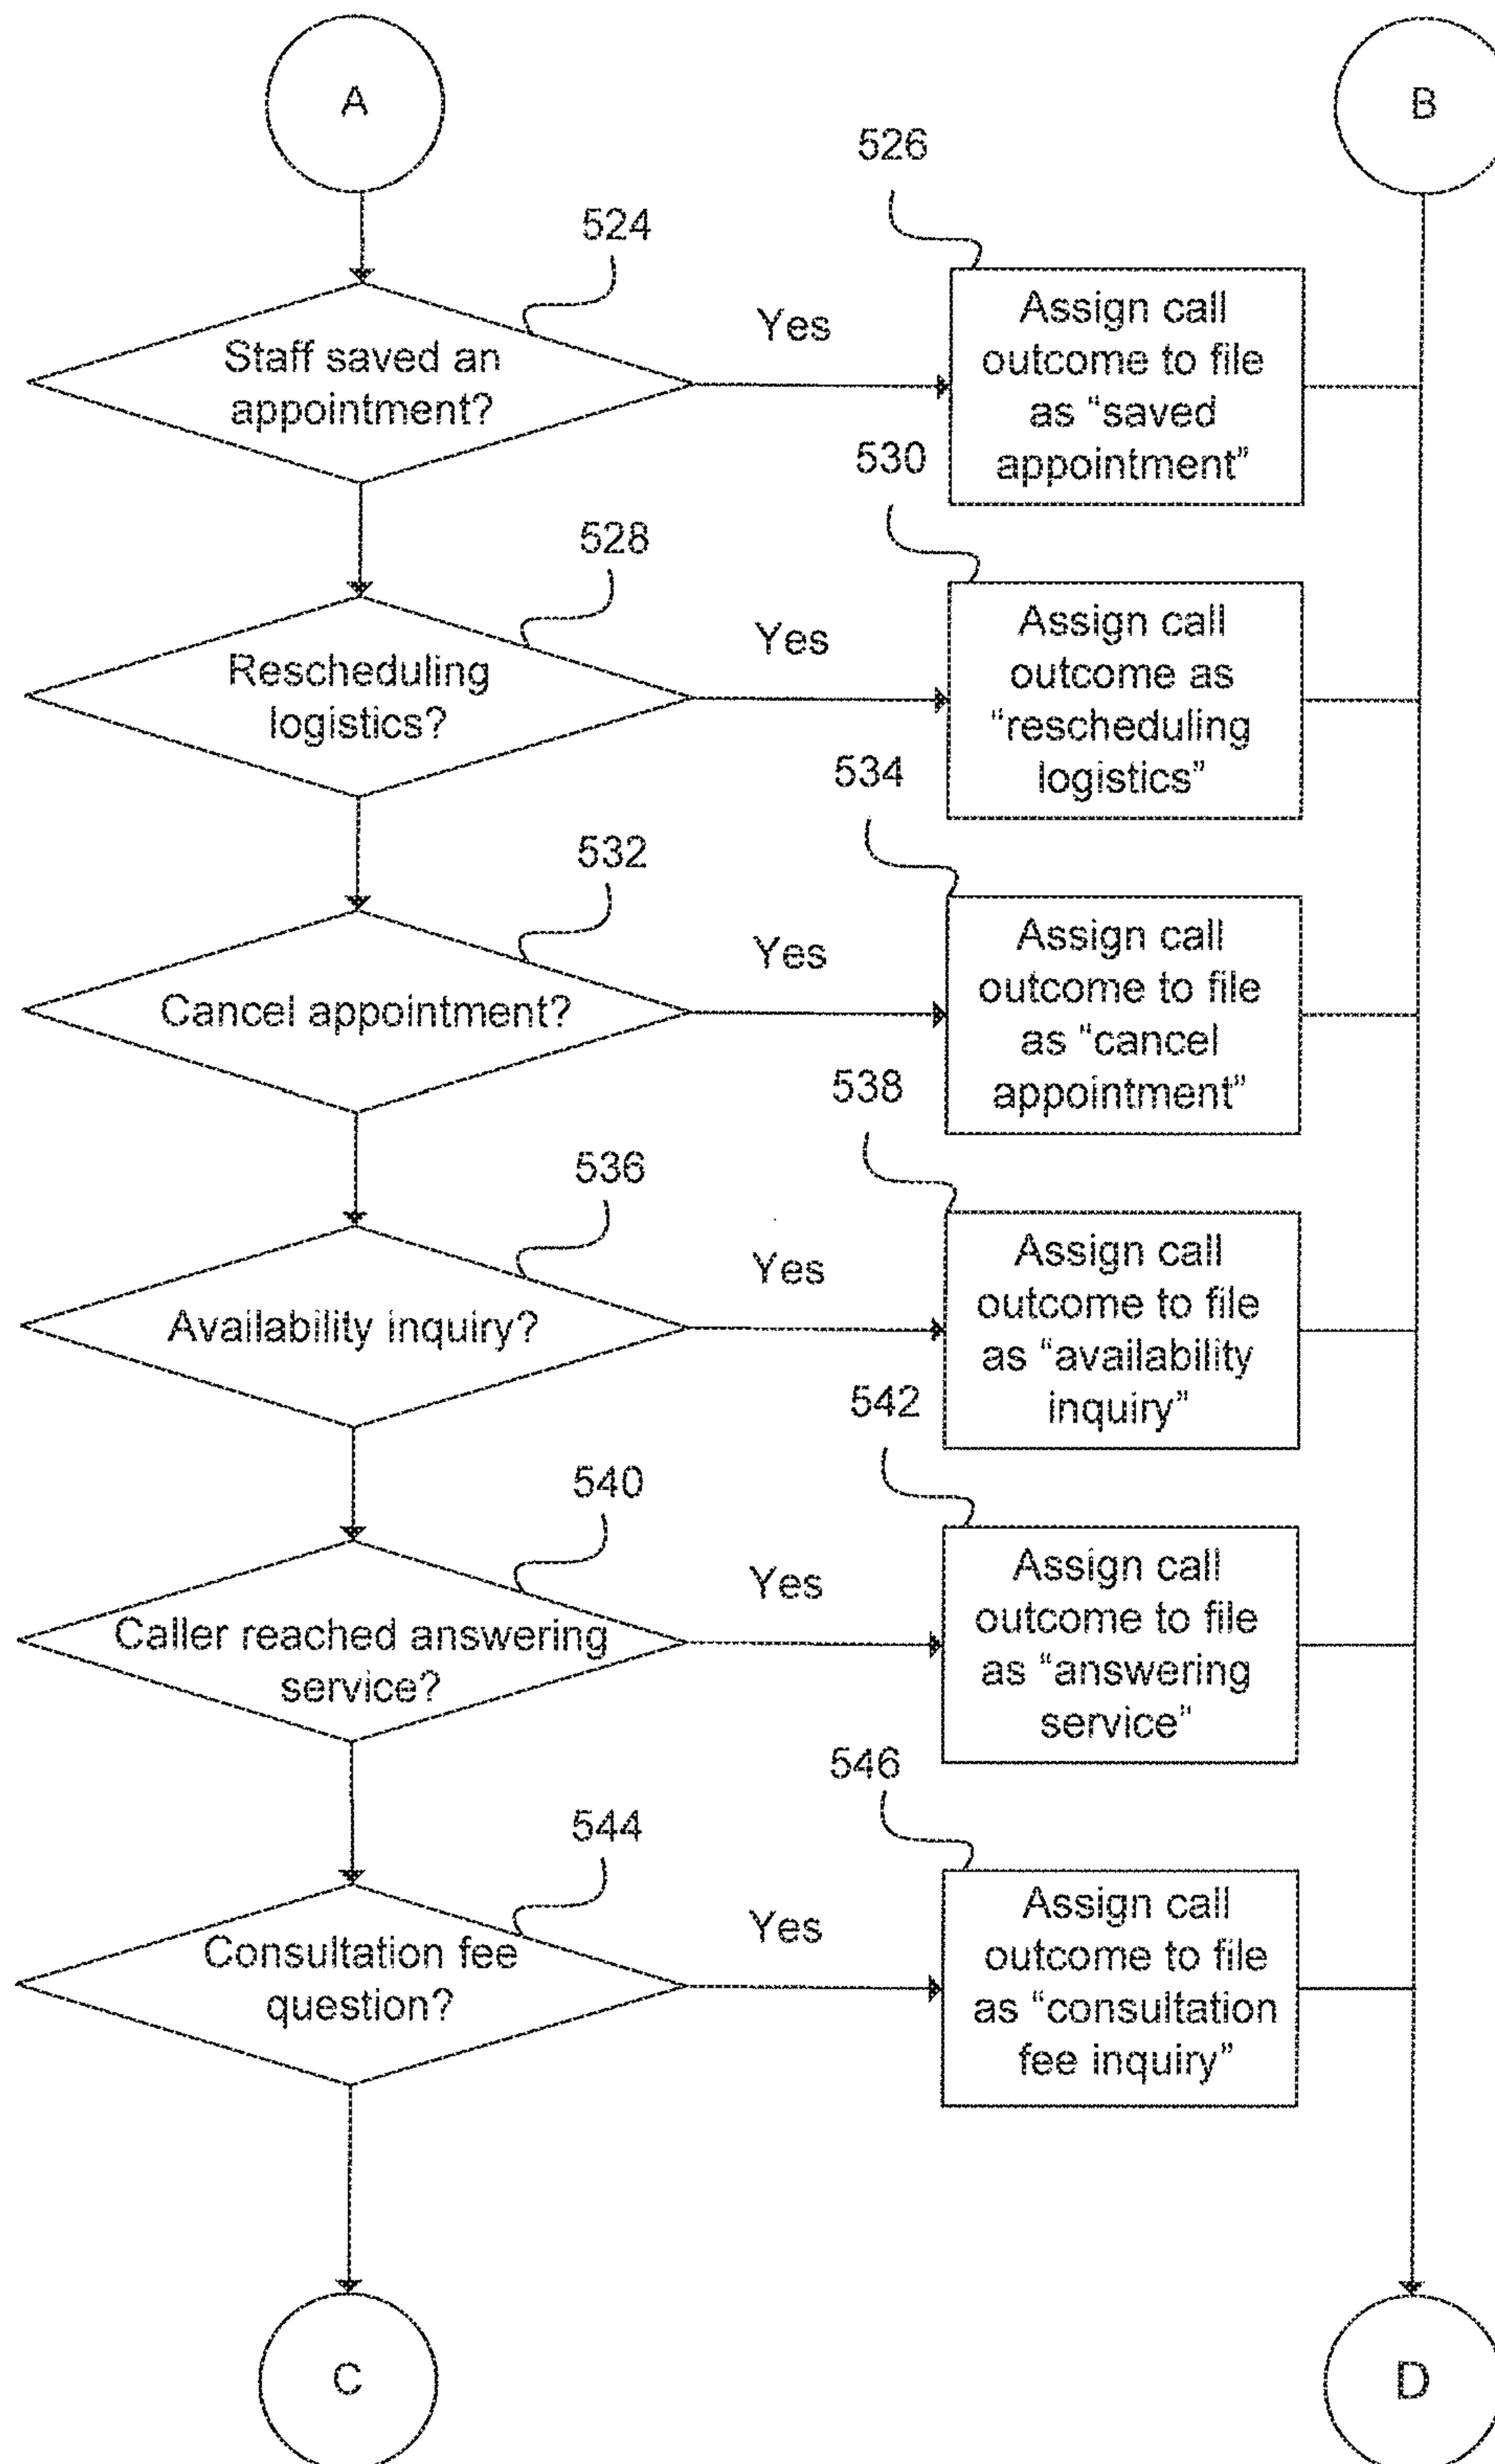 A
B
526
524
Yes
Staff saved an
appointment?
Assign call
outcome to file
as “saved
appointment”
530
528
Yes
Rescheduling
logistics?
Assign call
outcome as
“rescheduling
logistics”
534
532
Yes
Cancel appointment?
Assign call
outcome to file
as “cancel
appointment”
538
536
Yes
Availability inquiry?
Assign call
outcome to file
as “availability
inquiry”
542
540
Yes
Caller reached answering
service?
Assign call
outcome to file
as “answering
service”
546
544
Yes
Consultation fee
question?
Assign call
outcome to file
as “consultation
fee inquiry”
C
D